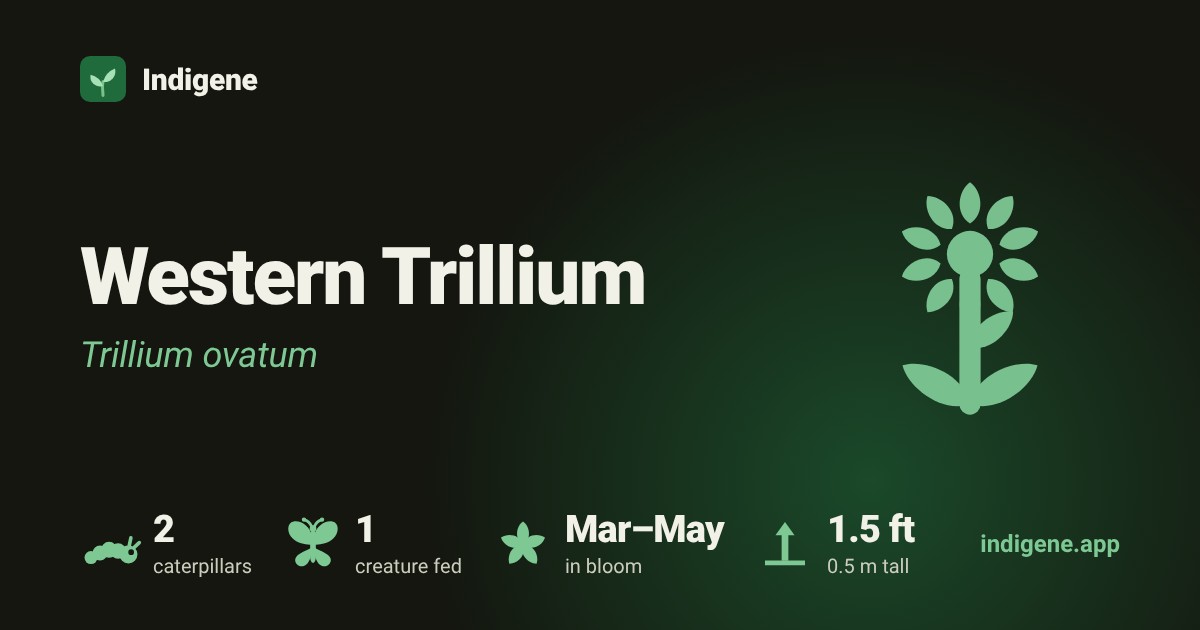 Indigene
Western Trillium
Trillium ovatum
2
caterpillars
1
creature fed
Mar–May
in bloom
1.5 ft
0.5 m tall
indigene.app